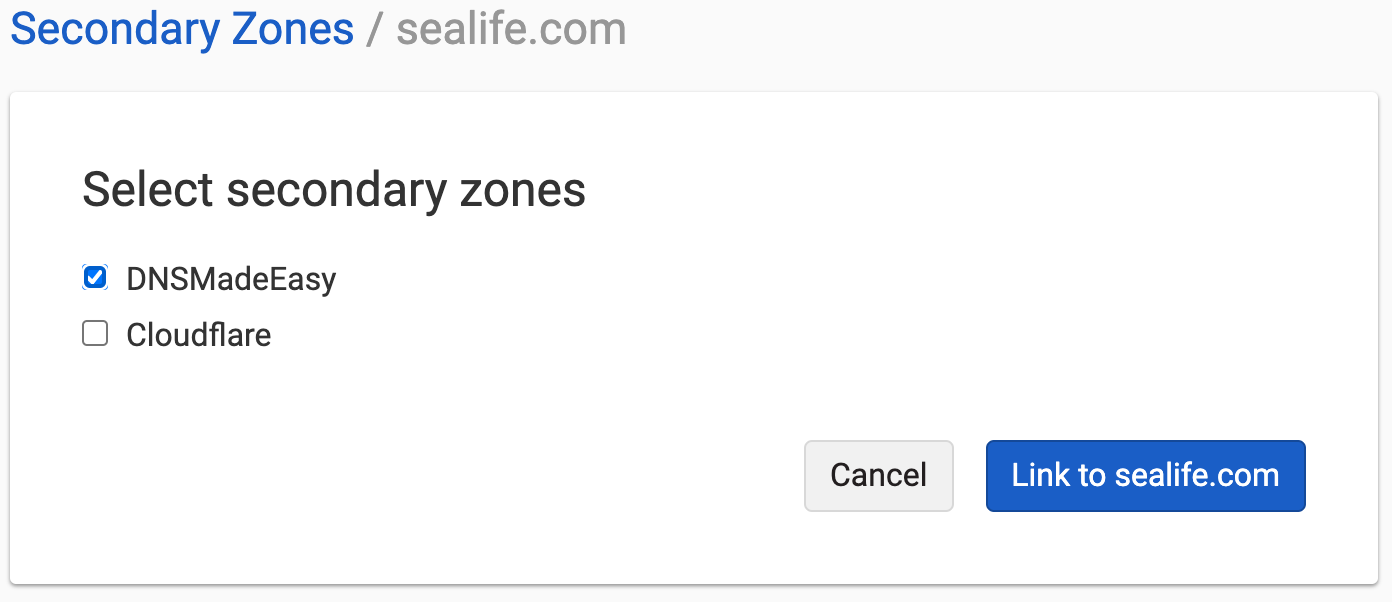 Secondary Zones / sealife.com
Select secondary zones
DNSMadeEasy
Cloudflare
Cancel
Link to sealife.com